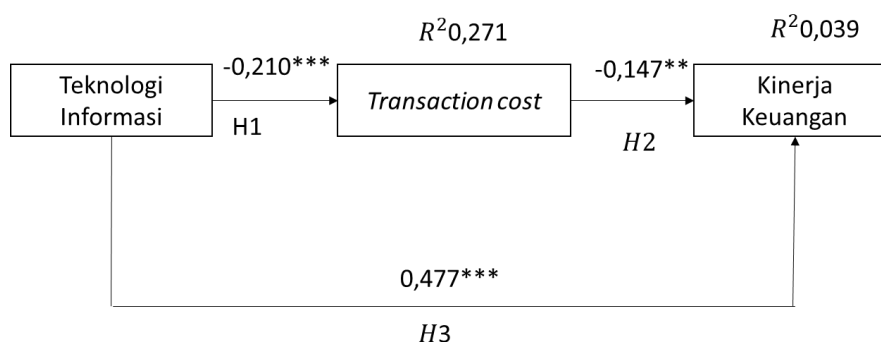 R²0,271
R²0,039
-0,210***
-0,147**
Teknologi
Informasi
Transaction cost
Kinerja
Keuangan
H1
H2
0,477***
H3